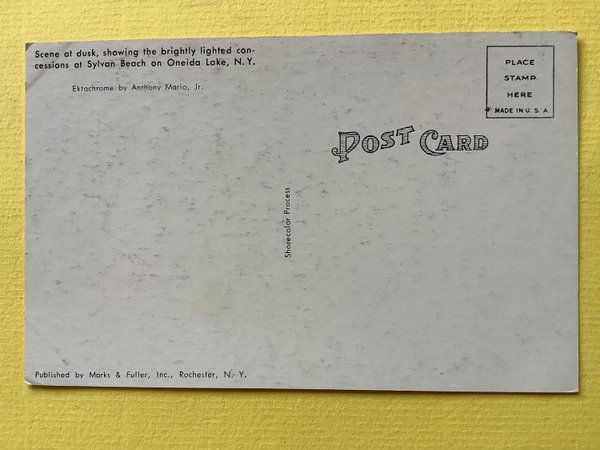 Scene at dusk, showing the brightly lighted con-
cessions at Sylvan Beach on Oneida Lake, N.Y.
Ektachrome by Anthony Mario, Jr.
PLACE
STAMP
HERE
MADE IN U. S. A
POST CARD
Sharecolor Process
Published by Marks & Fuller, Inc., Rochester, N. Y.